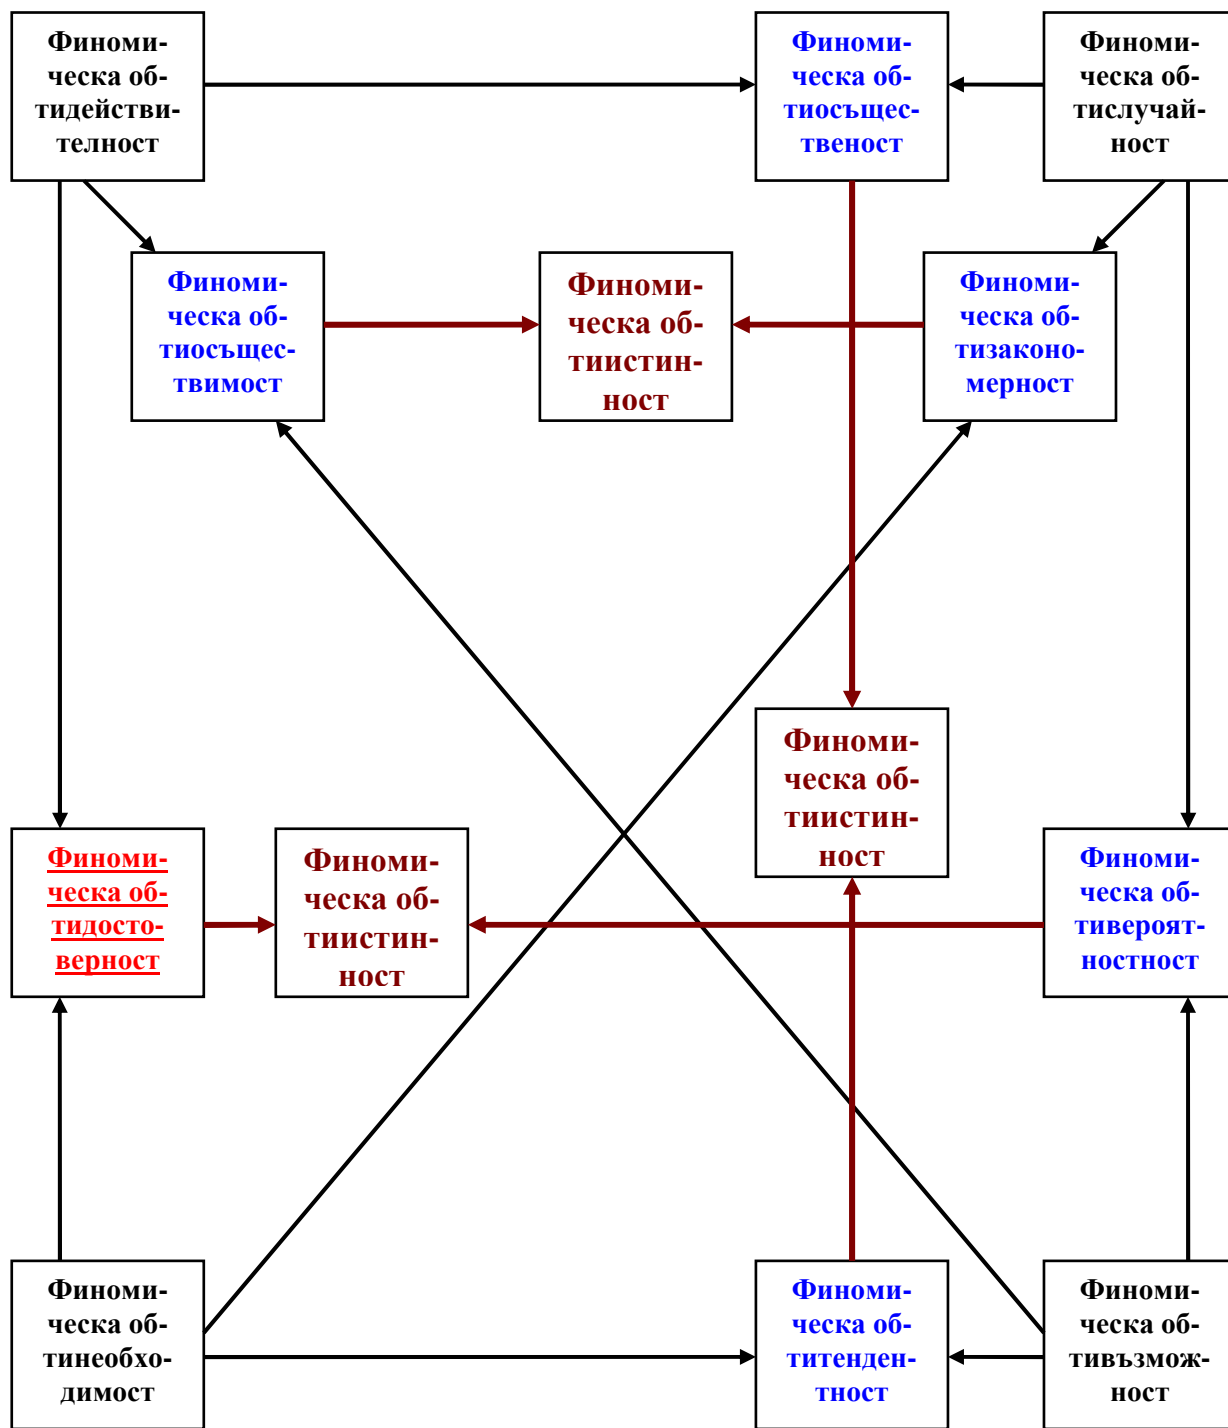 Финоми-
ческа об-
тидействи-
телност
Финоми-
ческа об-
тиосъщес-
твеност
Финоми-
ческа об-
тислучай-
ност
Финоми-
ческа об-
тиосъщес-
твимост
Финоми-
ческа об-
тиистин-
ност
Финоми-
ческа об-
тизаконо-
мерност
Финоми-
ческа об-
тиистин-
ност
Финоми-
ческа об-
тидосто-
верност
Финоми-
ческа об-
тиистин-
ност
Финоми-
ческа об-
тивероят-
ностност
Финоми-
ческа об-
тинеобхо-
димост
Финоми-
ческа об-
титенден-
тност
Финоми-
ческа об-
тивъзмож-
ност